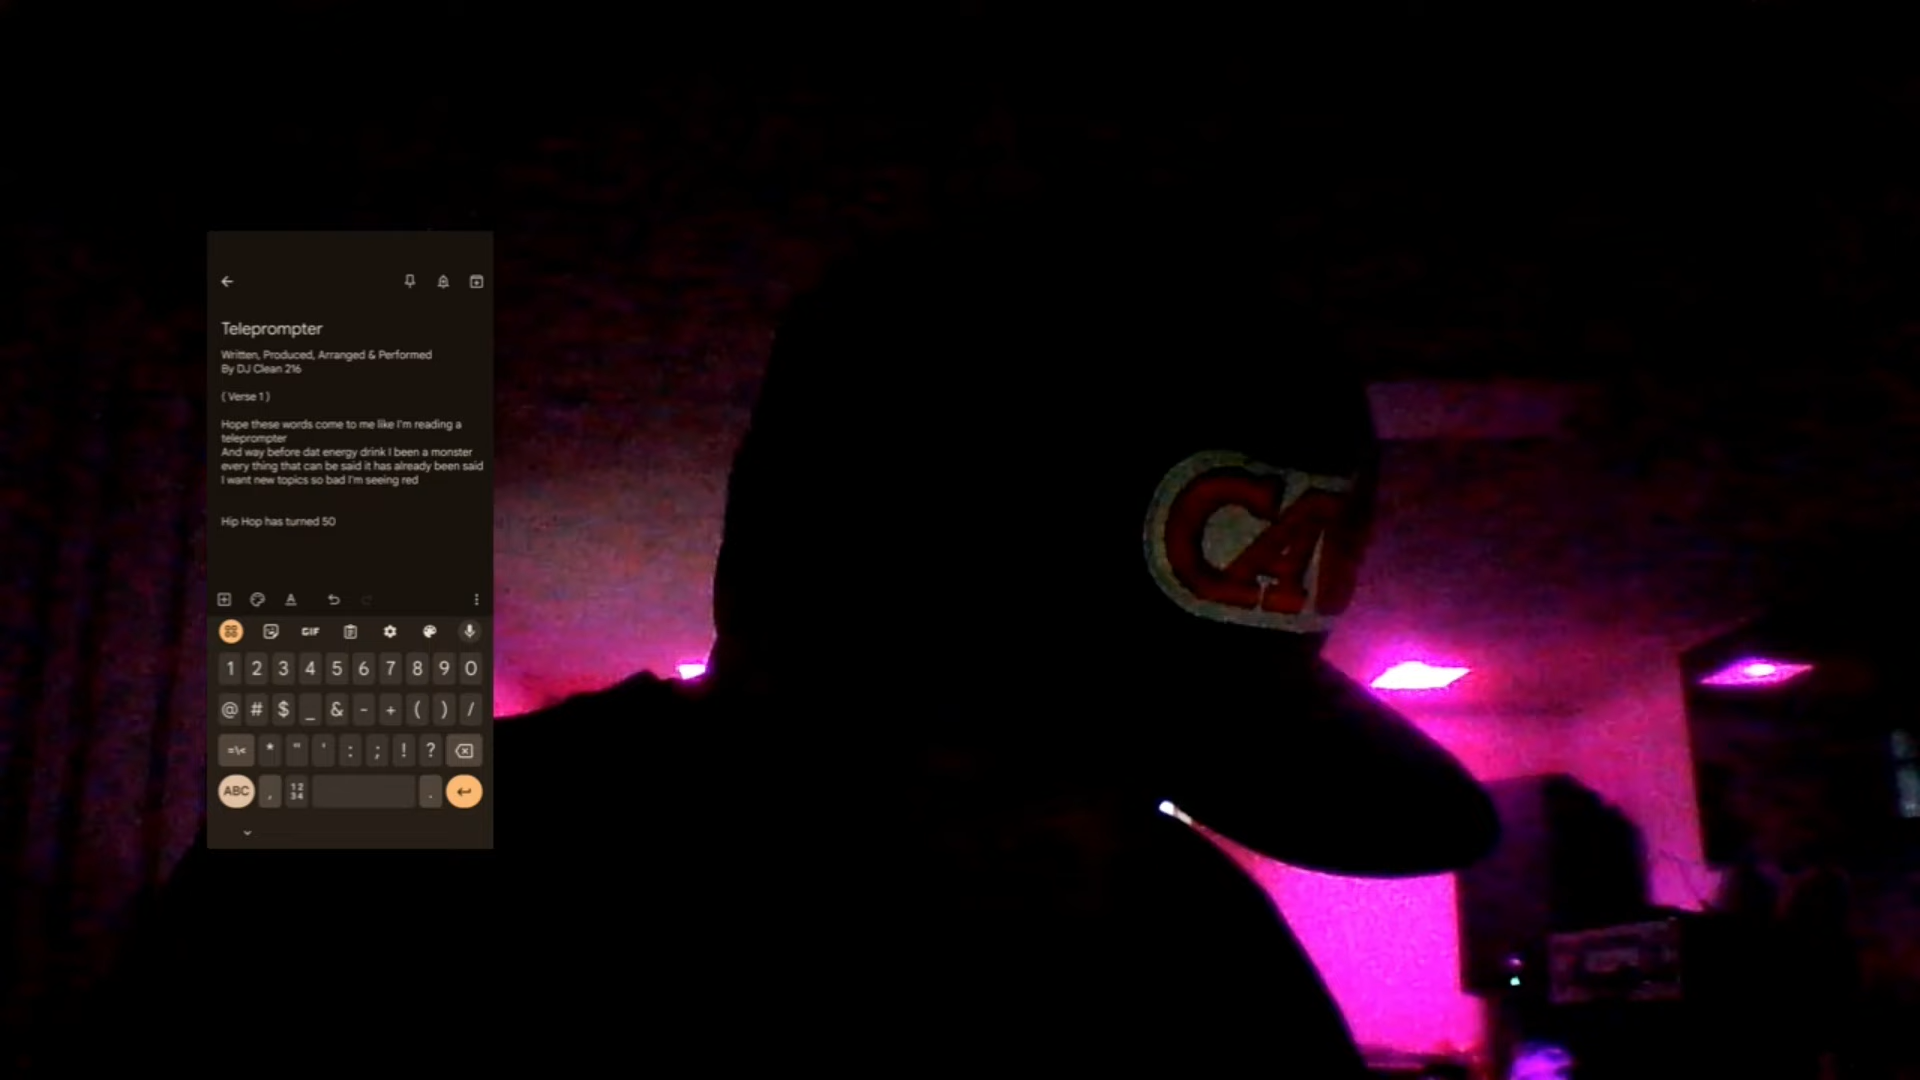 Teleprompter
Written, Produced, Arranged & Performed
By DJ Clean 216
( Verse 1 )
Hope these words come to me like I'm reading a
teleprompter
And way before dat energy drink I been a monster
every thing that can be said it has already been said
I want new topics so bad I'm seeing red
Hip Hop has turned 50
GIF
1 2 3 4 5 6 7 8 9 0
@ # $ _ & - + ( ) /
=\< * " ' : ; ! ?
ABC , 12 34 .
CA